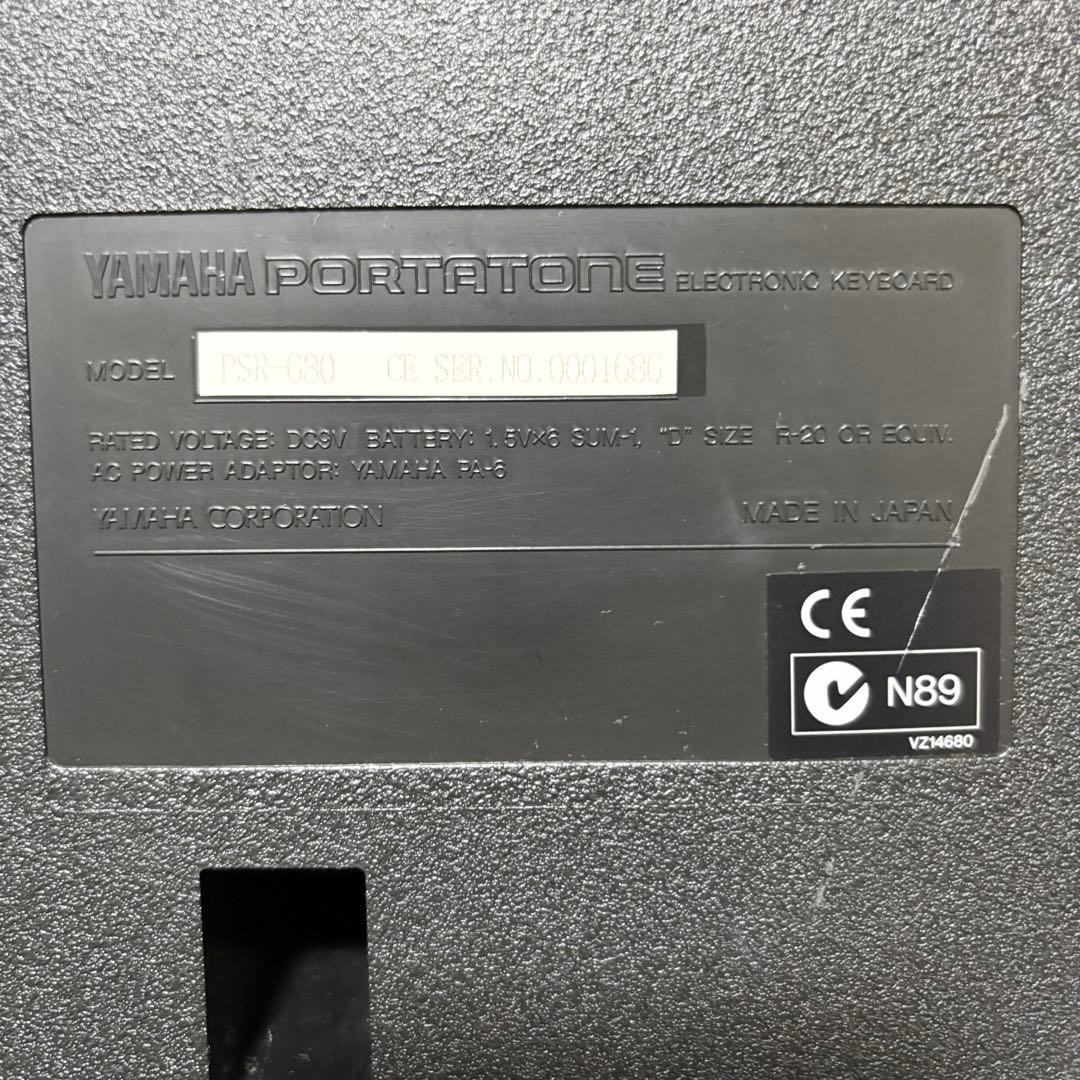 YAMAHA PORTATONE ELECTRONIC KEYBOARD
MODEL PSR-630 CE SER.NO.0001686
RATED VOLTAGE: DC9V BATTERY: 1.5V×6 SUM-1, "D" SIZE R-20 OR EQUIV.
AC POWER ADAPTOR: YAMAHA PA-6
YAMAHA CORPORATION MADE IN JAPAN
CE
N89
VZ14680